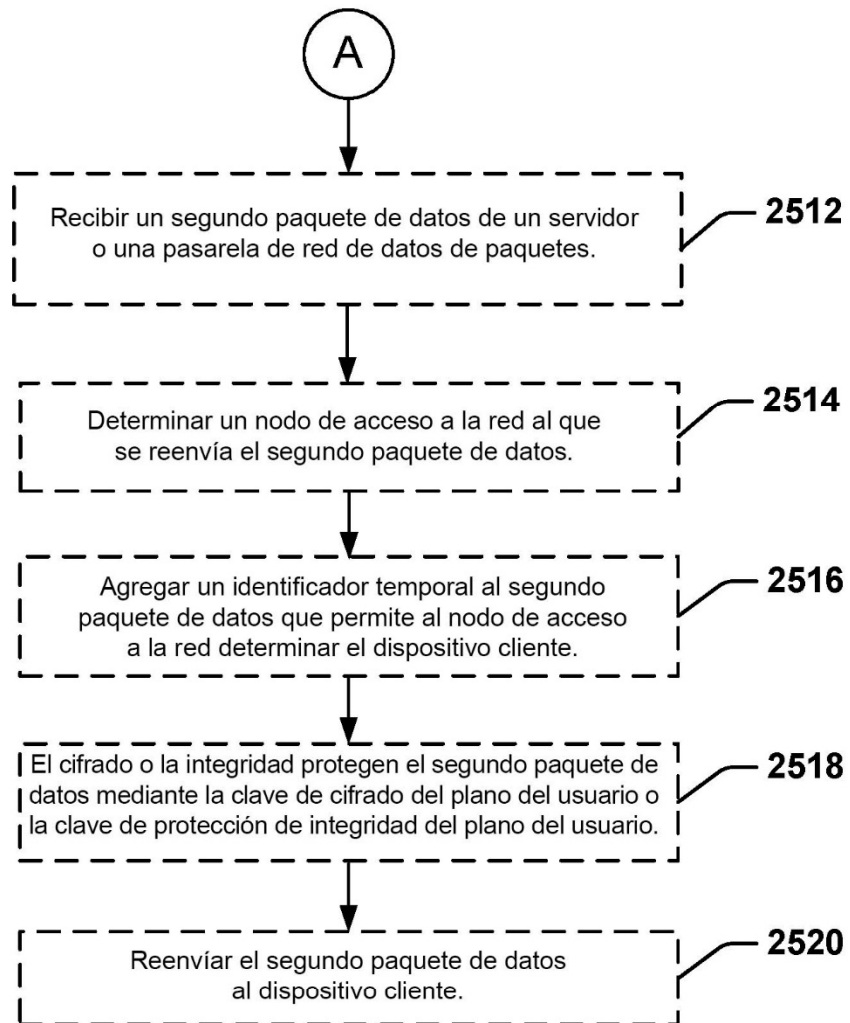 A
Recibir un segundo paquete de datos de un servidor
o una pasarela de red de datos de paquetes.
2512
Determinar un nodo de acceso a la red al que
se reenvía el segundo paquete de datos.
2514
Agregar un identificador temporal al segundo
paquete de datos que permite al nodo de acceso
a la red determinar el dispositivo cliente.
2516
El cifrado o la integridad protegen el segundo paquete de
datos mediante la clave de cifrado del plano del usuario o
la clave de protección de integridad del plano del usuario.
2518
Reenvíar el segundo paquete de datos
al dispositivo cliente.
2520